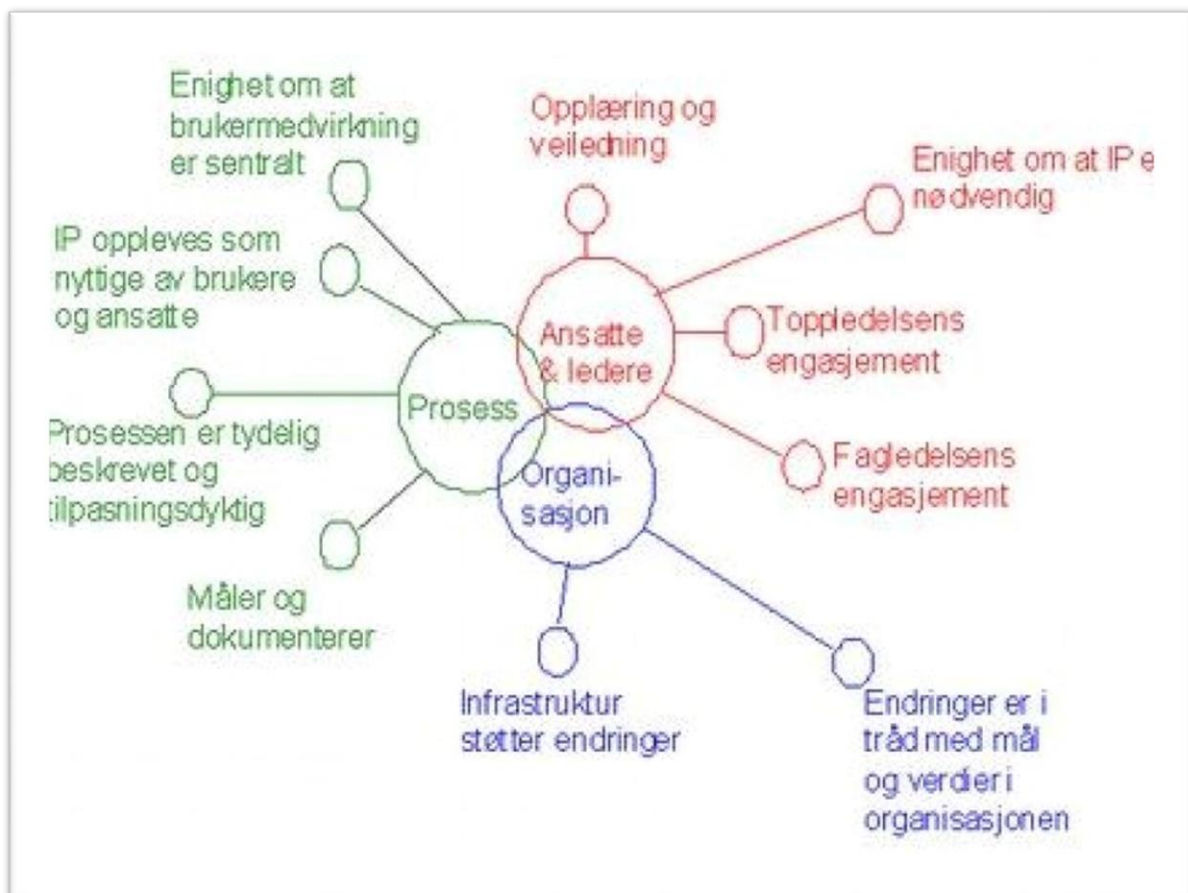 Enighet om at
brukermedvirkning
er sentralt
IP oppleves som
nyttige av brukere
og ansatte
Prosessen er tydelig
beskrevet og
tilpasningsdyktig
Måler og
dokumenterer
Prosess
Opplæring og
veiledning
Enighet om at IP e
nødvendig
Ansatte
& ledere
Toppledelsens
engasjement
Fagledelsens
engasjement
Organi-
sasjon
Infrastruktur
støtter endringer
Endringer er i
tråd med mål
og verdier i
organisasjonen